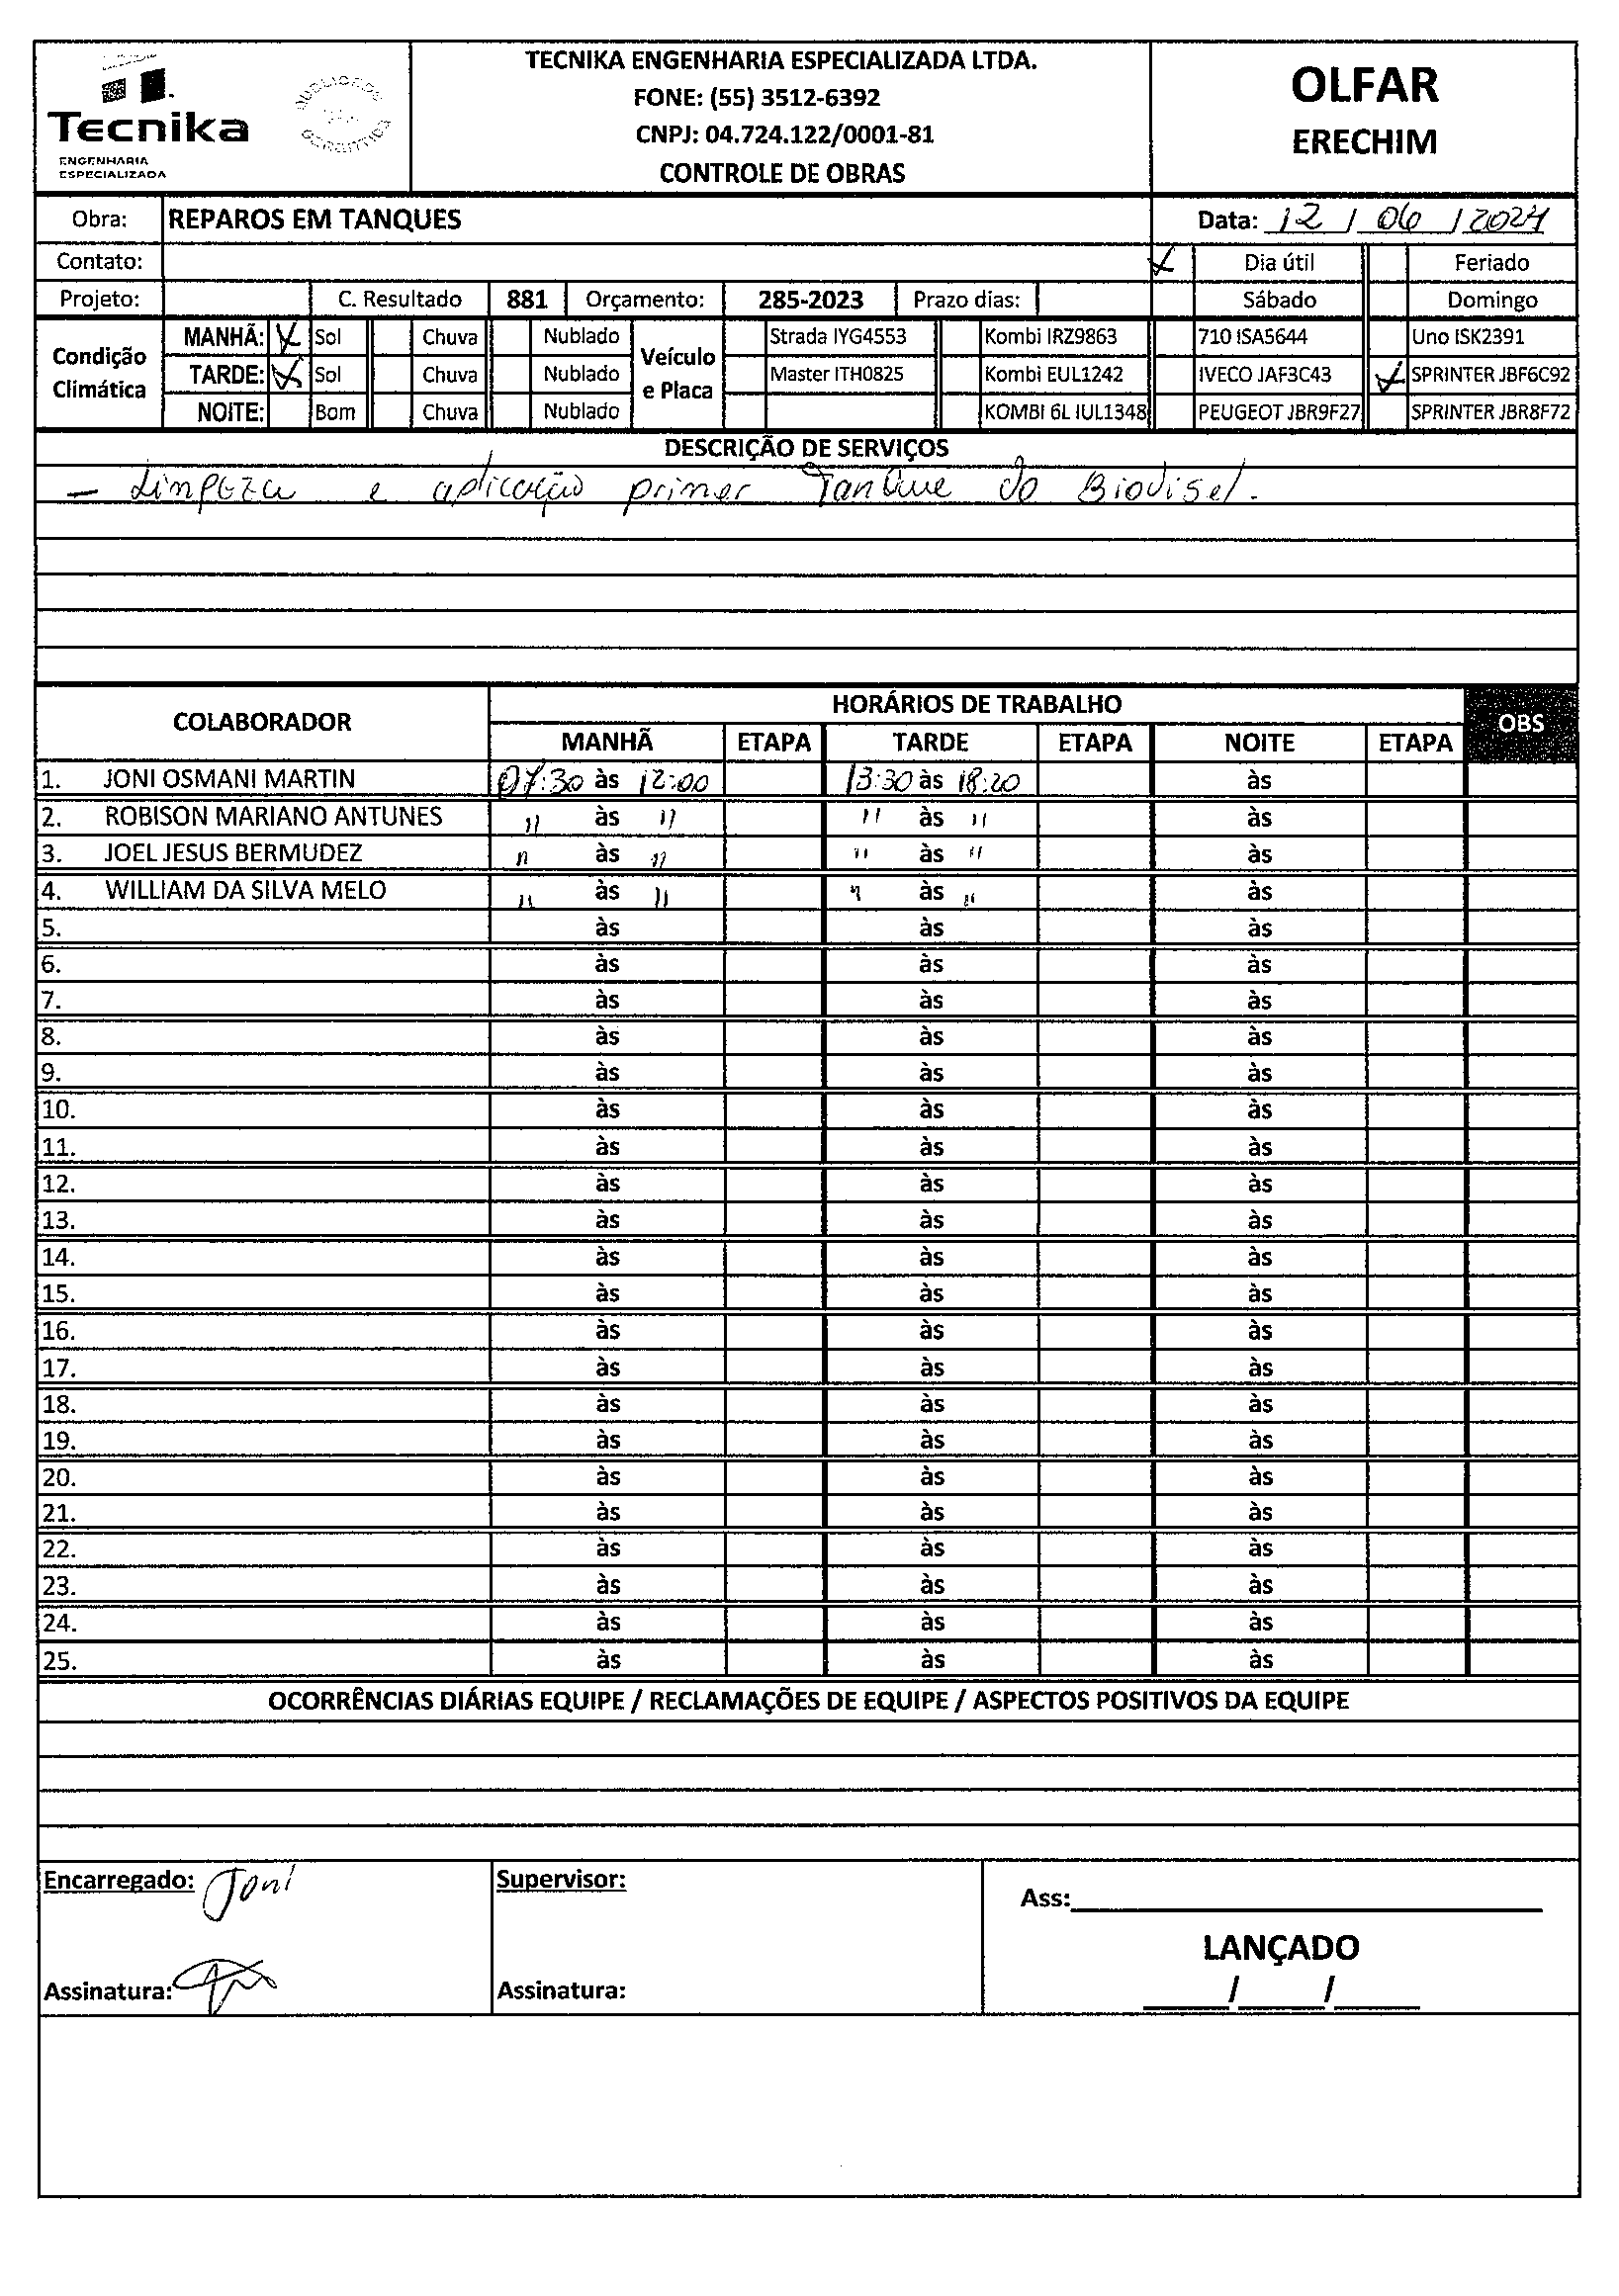 Tecnika
ENGENHARIA
ESPECIALIZADA
TECNIKA ENGENHARIA ESPECIALIZADA LTDA.
FONE: (55) 3512-6392
CNPJ: 04.724.122/0001-81
CONTROLE DE OBRAS
OLFAR
ERECHIM
Obra: REPAROS EM TANQUES Data: 12 / 06 / 2024
Contato: X Dia útil Feriado
Projeto: C. Resultado 881 Orçamento: 285-2023 Prazo dias: Sábado Domingo
Condição Climática
MANHÃ: X Sol Chuva Nublado
TARDE: X Sol Chuva Nublado
NOITE: Bom Chuva Nublado
Veículo e Placa
Strada IYG4553 Kombi IRZ9863 710 ISA5644 Uno ISK2391
Master ITH0825 Kombi EUL1242 IVECO JAF3C43 X SPRINTER JBF6C92
KOMBI 6L IUL1348 PEUGEOT JBR9F27 SPRINTER JBR8F72
DESCRIÇÃO DE SERVIÇOS
- Limpeza e aplicação primer Tanque do Biodisel.
COLABORADOR HORÁRIOS DE TRABALHO OBS
MANHÃ ETAPA TARDE ETAPA NOITE ETAPA
1. JONI OSMANI MARTIN 07:30 às 12:00 13:30 às 18:20 às
2. ROBISON MARIANO ANTUNES " às " " às " às
3. JOEL JESUS BERMUDEZ " às " " às " às
4. WILLIAM DA SILVA MELO " às " " às " às
5. às às às
6. às às às
7. às às às
8. às às às
9. às às às
10. às às às
11. às às às
12. às às às
13. às às às
14. às às às
15. às às às
16. às às às
17. às às às
18. às às às
19. às às às
20. às às às
21. às às às
22. às às às
23. às às às
24. às às às
25. às às às
OCORRÊNCIAS DIÁRIAS EQUIPE / RECLAMAÇÕES DE EQUIPE / ASPECTOS POSITIVOS DA EQUIPE
Encarregado: Joni
Assinatura:
Supervisor:
Assinatura:
Ass:
LANÇADO
/ /